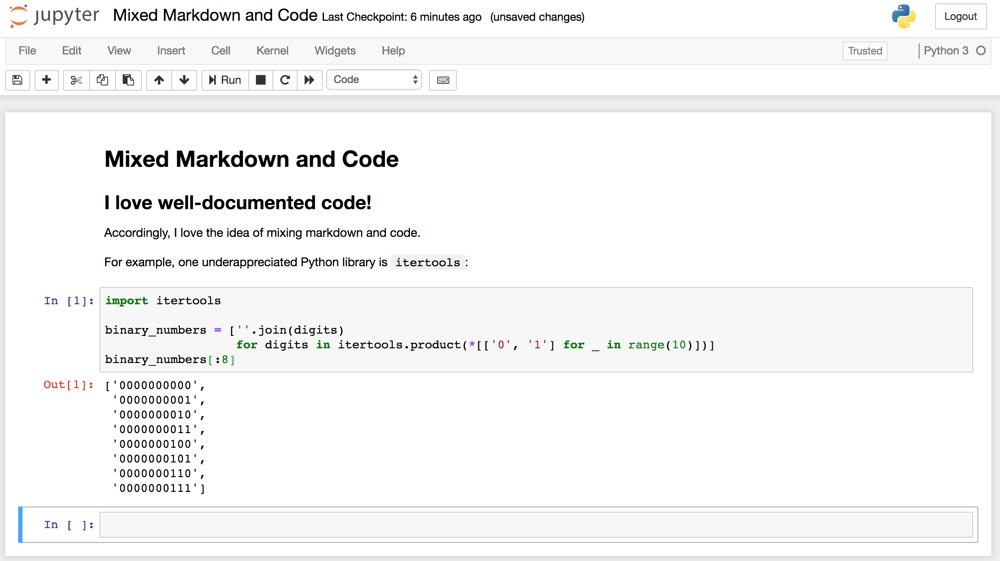 jupyter Mixed Markdown and Code Last Checkpoint: 6 minutes ago (unsaved changes) Logout
File Edit View Insert Cell Kernel Widgets Help Trusted Python 3
Run Code
Mixed Markdown and Code
I love well-documented code!
Accordingly, I love the idea of mixing markdown and code.
For example, one underappreciated Python library is itertools:
In [1]: import itertools
binary_numbers = [''.join(digits)
                  for digits in itertools.product(*[['0', '1'] for _ in range(10)])]
binary_numbers[:8]
Out[1]: ['0000000000',
 '0000000001',
 '0000000010',
 '0000000011',
 '0000000100',
 '0000000101',
 '0000000110',
 '0000000111']
In [ ]: